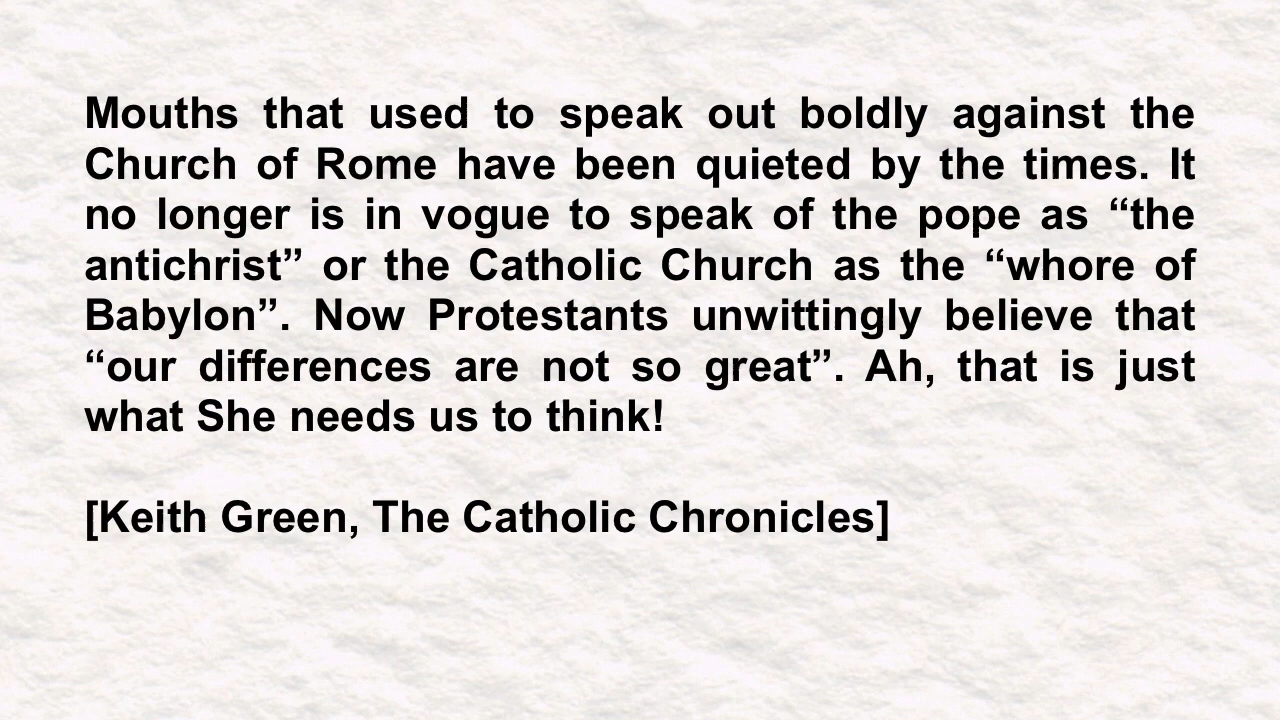 Mouths that used to speak out boldly against the
Church of Rome have been quieted by the times. It
no longer is in vogue to speak of the pope as “the
antichrist” or the Catholic Church as the “whore of
Babylon”. Now Protestants unwittingly believe that
“our differences are not so great”. Ah, that is just
what She needs us to think!
[Keith Green, The Catholic Chronicles]